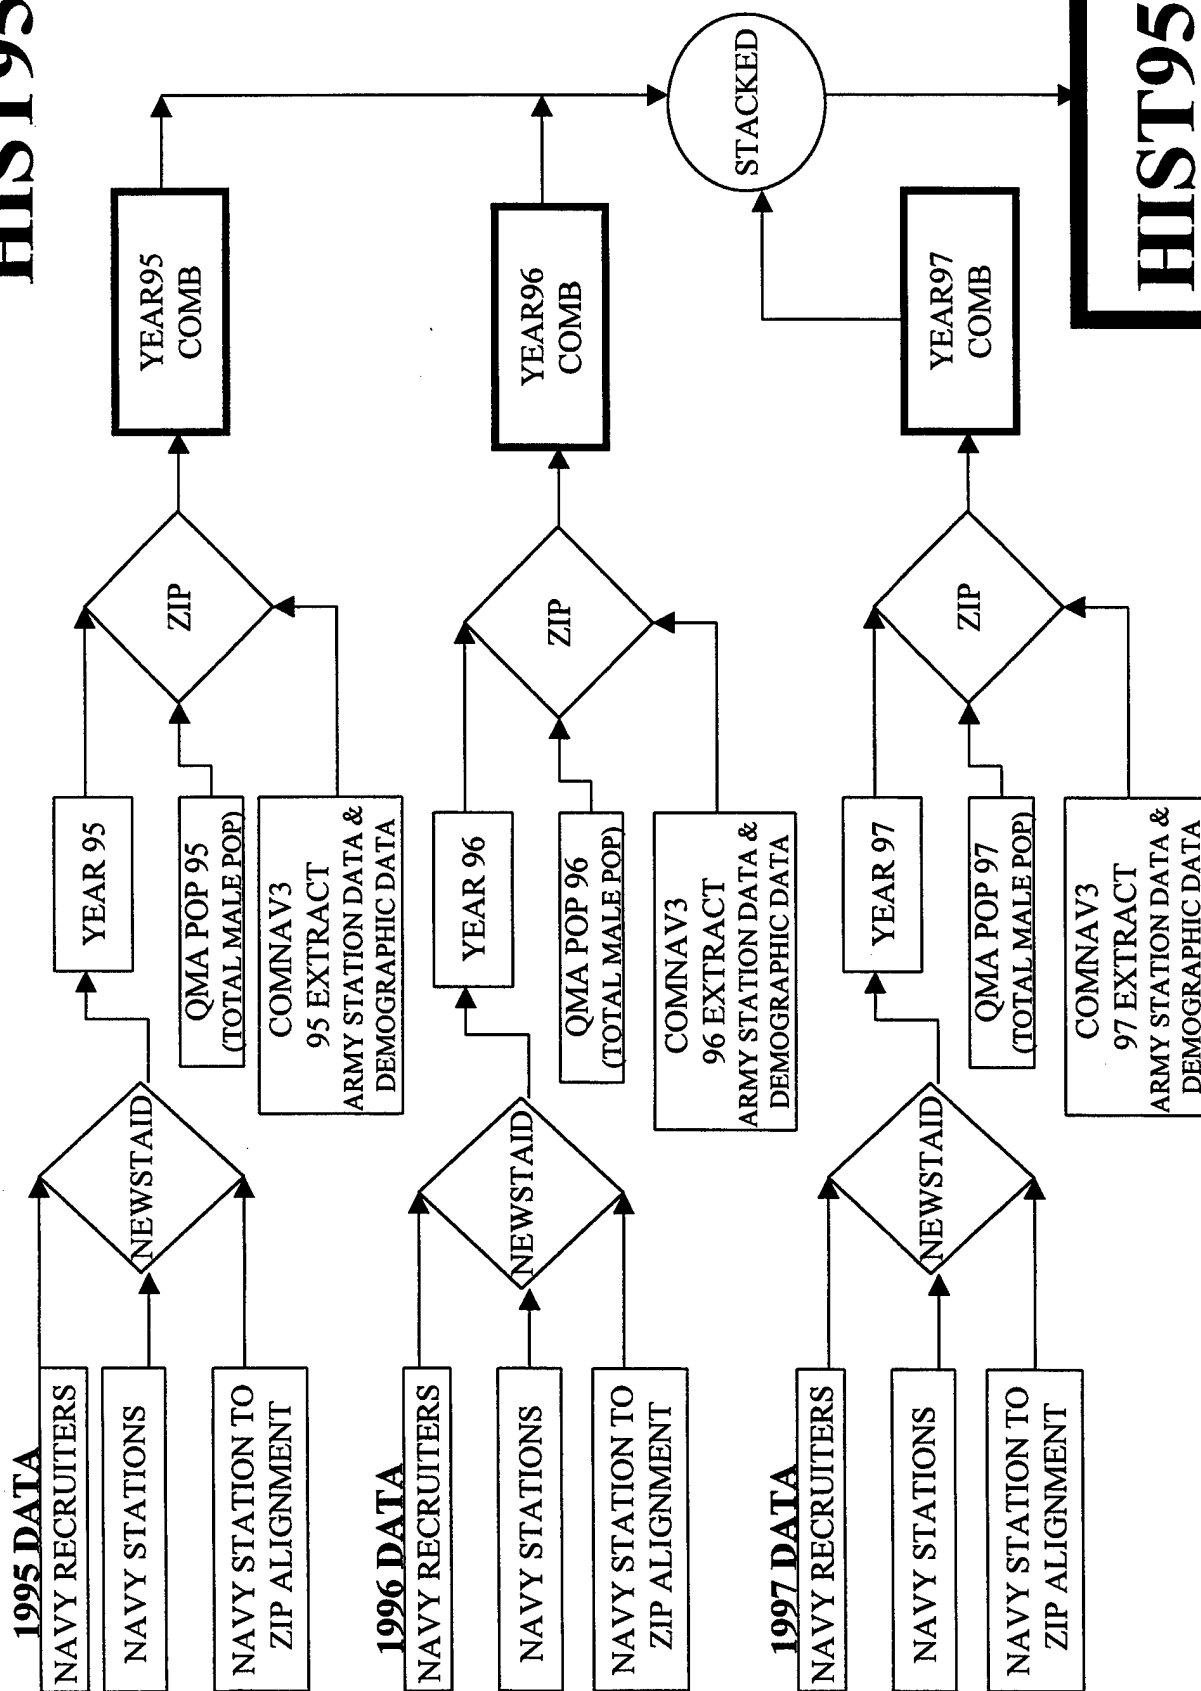 HIST95
1995 DATA
NAVY RECRUITERS
NAVY STATIONS
NAVY STATION TO
ZIP ALIGNMENT
NEWSTAID
YEAR 95
QMA POP 95
(TOTAL MALE POP)
COMNAV3
95 EXTRACT
ARMY STATION DATA &
DEMOGRAPHIC DATA
ZIP
YEAR95
COMB
1996 DATA
NAVY RECRUITERS
NAVY STATIONS
NAVY STATION TO
ZIP ALIGNMENT
NEWSTAID
YEAR 96
QMA POP 96
(TOTAL MALE POP)
COMNAV3
96 EXTRACT
ARMY STATION DATA &
DEMOGRAPHIC DATA
ZIP
YEAR96
COMB
STACKED
1997 DATA
NAVY RECRUITERS
NAVY STATIONS
NAVY STATION TO
ZIP ALIGNMENT
NEWSTAID
YEAR 97
QMA POP 97
(TOTAL MALE POP)
COMNAV3
97 EXTRACT
ARMY STATION DATA &
DEMOGRAPHIC DATA
ZIP
YEAR97
COMB
HIST95